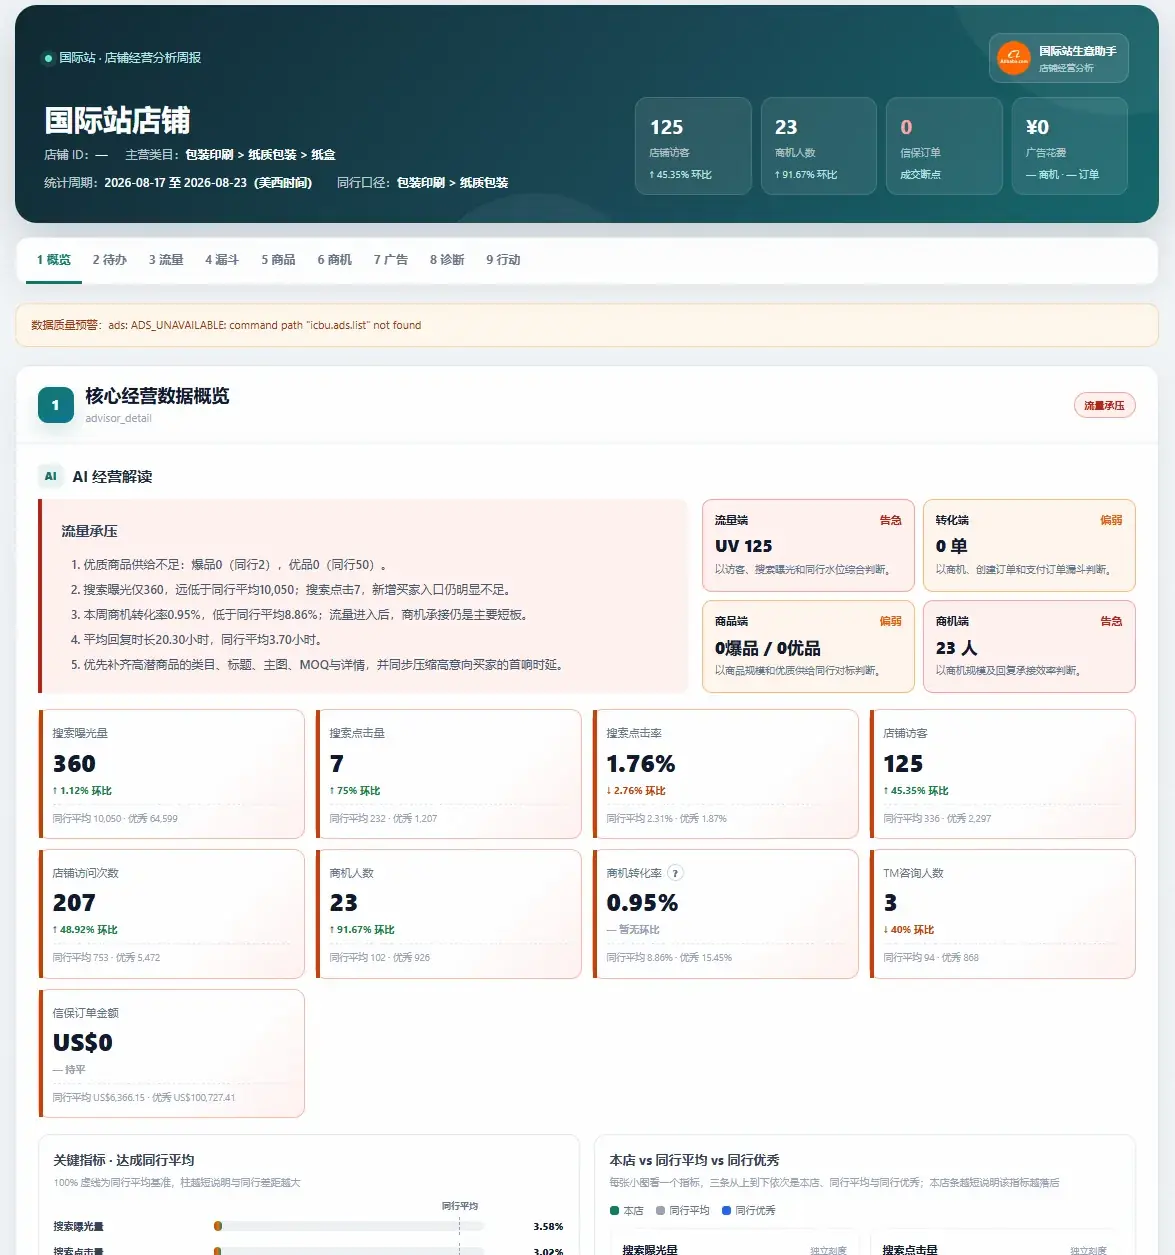 国际站 · 店铺经营分析周报
国际站生意助手
店铺经营分析
Alibaba.com
国际站店铺
店铺 ID： — 主营类目：包装印刷 > 纸质包装 > 纸盒
统计周期：2026-08-17 至 2026-08-23（美西时间） 同行口径：包装印刷 > 纸质包装
125
店铺访客
↑ 45.35% 环比
23
商机人数
↑ 91.67% 环比
0
信保订单
成交断点
¥0
广告花费
— 商机 · — 订单
1 概览 2 待办 3 流量 4 漏斗 5 商品 6 商机 7 广告 8 诊断 9 行动
数据质量预警：ads: ADS_UNAVAILABLE: command path "icbu.ads.list" not found
1
核心经营数据概览
advisor_detail
流量承压
AI AI 经营解读
流量承压
1. 优质商品供给不足：爆品0（同行2），优品0（同行50）。
2. 搜索曝光仅360，远低于同行平均10,050；搜索点击7，新增买家入口仍明显不足。
3. 本周商机转化率0.95%，低于同行平均8.86%；流量进入后，商机承接仍是主要短板。
4. 平均回复时长20.30小时，同行平均3.70小时。
5. 优先补齐高潜商品的类目、标题、主图、MOQ与详情，并同步压缩高意向买家的首响时延。
流量端 告急
UV 125
以访客、搜索曝光和同行水位综合判断。
转化端 偏弱
0 单
以商机、创建订单和支付订单漏斗判断。
商品端 偏弱
0爆品 / 0优品
以商品规模和优质供给同行对标判断。
商机端 告急
23 人
以商机规模及回复承接效率判断。
搜索曝光量
360
↑ 1.12% 环比
同行平均 10,050 · 优秀 64,599
搜索点击量
7
↑ 75% 环比
同行平均 232 · 优秀 1,207
搜索点击率
1.76%
↓ 2.76% 环比
同行平均 2.31% · 优秀 1.87%
店铺访客
125
↑ 45.35% 环比
同行平均 336 · 优秀 2,297
店铺访问次数
207
↑ 48.92% 环比
同行平均 753 · 优秀 5,472
商机人数
23
↑ 91.67% 环比
同行平均 102 · 优秀 926
商机转化率 ?
0.95%
— 暂无环比
同行平均 8.86% · 优秀 15.45%
TM咨询人数
3
↓ 40% 环比
同行平均 94 · 优秀 868
信保订单金额
US$0
— 持平
同行平均 US$6,366.15 · 优秀 US$100,727.41
关键指标 · 达成同行平均
100% 虚线为同行平均基准，柱越短说明与同行差距越大
同行平均
搜索曝光量 3.58%
搜索点击量 3.02%
本店 vs 同行平均 vs 同行优秀
每张小图看一个指标，三条从上到下依次是本店、同行平均与同行优秀；本店条越短说明该指标越落后
本店 同行平均 同行优秀
搜索曝光量 独立刻度
搜索点击量 独立刻度